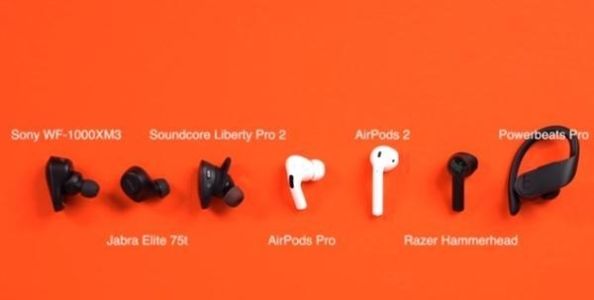 Sony WF-1000XM3
Soundcore Liberty Pro 2
AirPods 2
Powerbeats Pro
Jabra Elite 75t
AirPods Pro
Razer Hammerhead